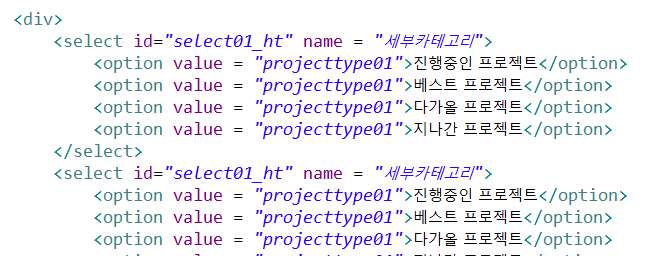 <div>
<select id="select01_ht" name = "세부카테고리">
<option value = "projecttype01">진행중인 프로젝트</option>
<option value = "projecttype01">베스트 프로젝트</option>
<option value = "projecttype01">다가올 프로젝트</option>
<option value = "projecttype01">지나간 프로젝트</option>
</select>
<select id="select01_ht" name = "세부카테고리">
<option value = "projecttype01">진행중인 프로젝트</option>
<option value = "projecttype01">베스트 프로젝트</option>
<option value = "projecttype01">다가올 프로젝트</option>